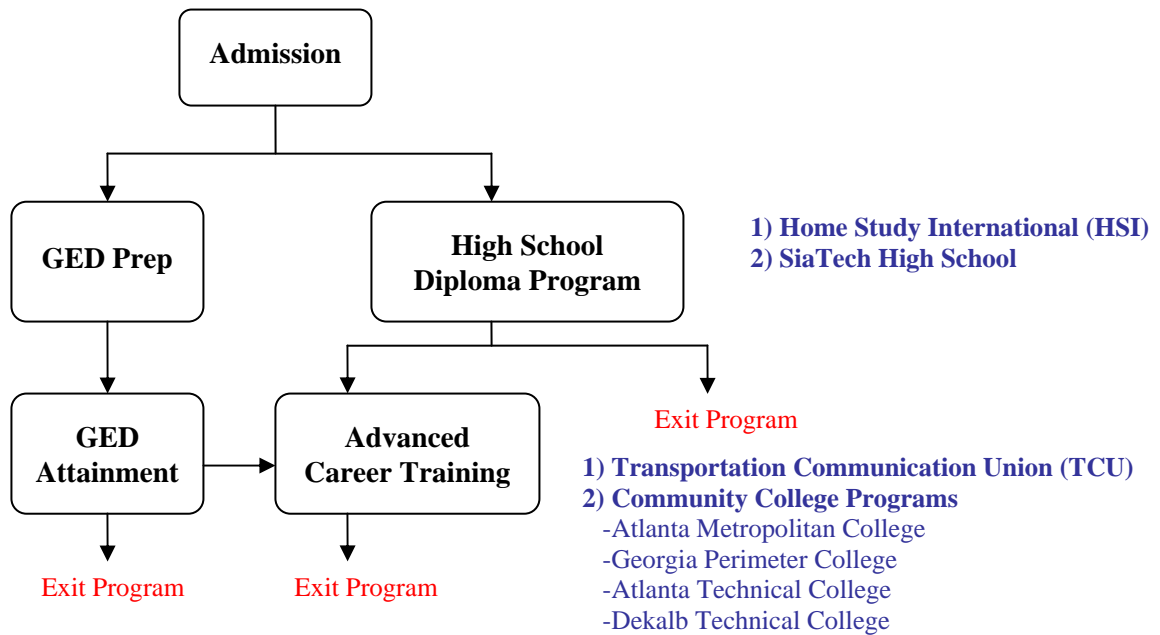 Admission
GED Prep
High School
Diploma Program
1) Home Study International (HSI)
2) SiaTech High School
GED
Attainment
Advanced
Career Training
Exit Program
1) Transportation Communication Union (TCU)
2) Community College Programs
-Atlanta Metropolitan College
-Georgia Perimeter College
-Atlanta Technical College
-Dekalb Technical College
Exit Program
Exit Program